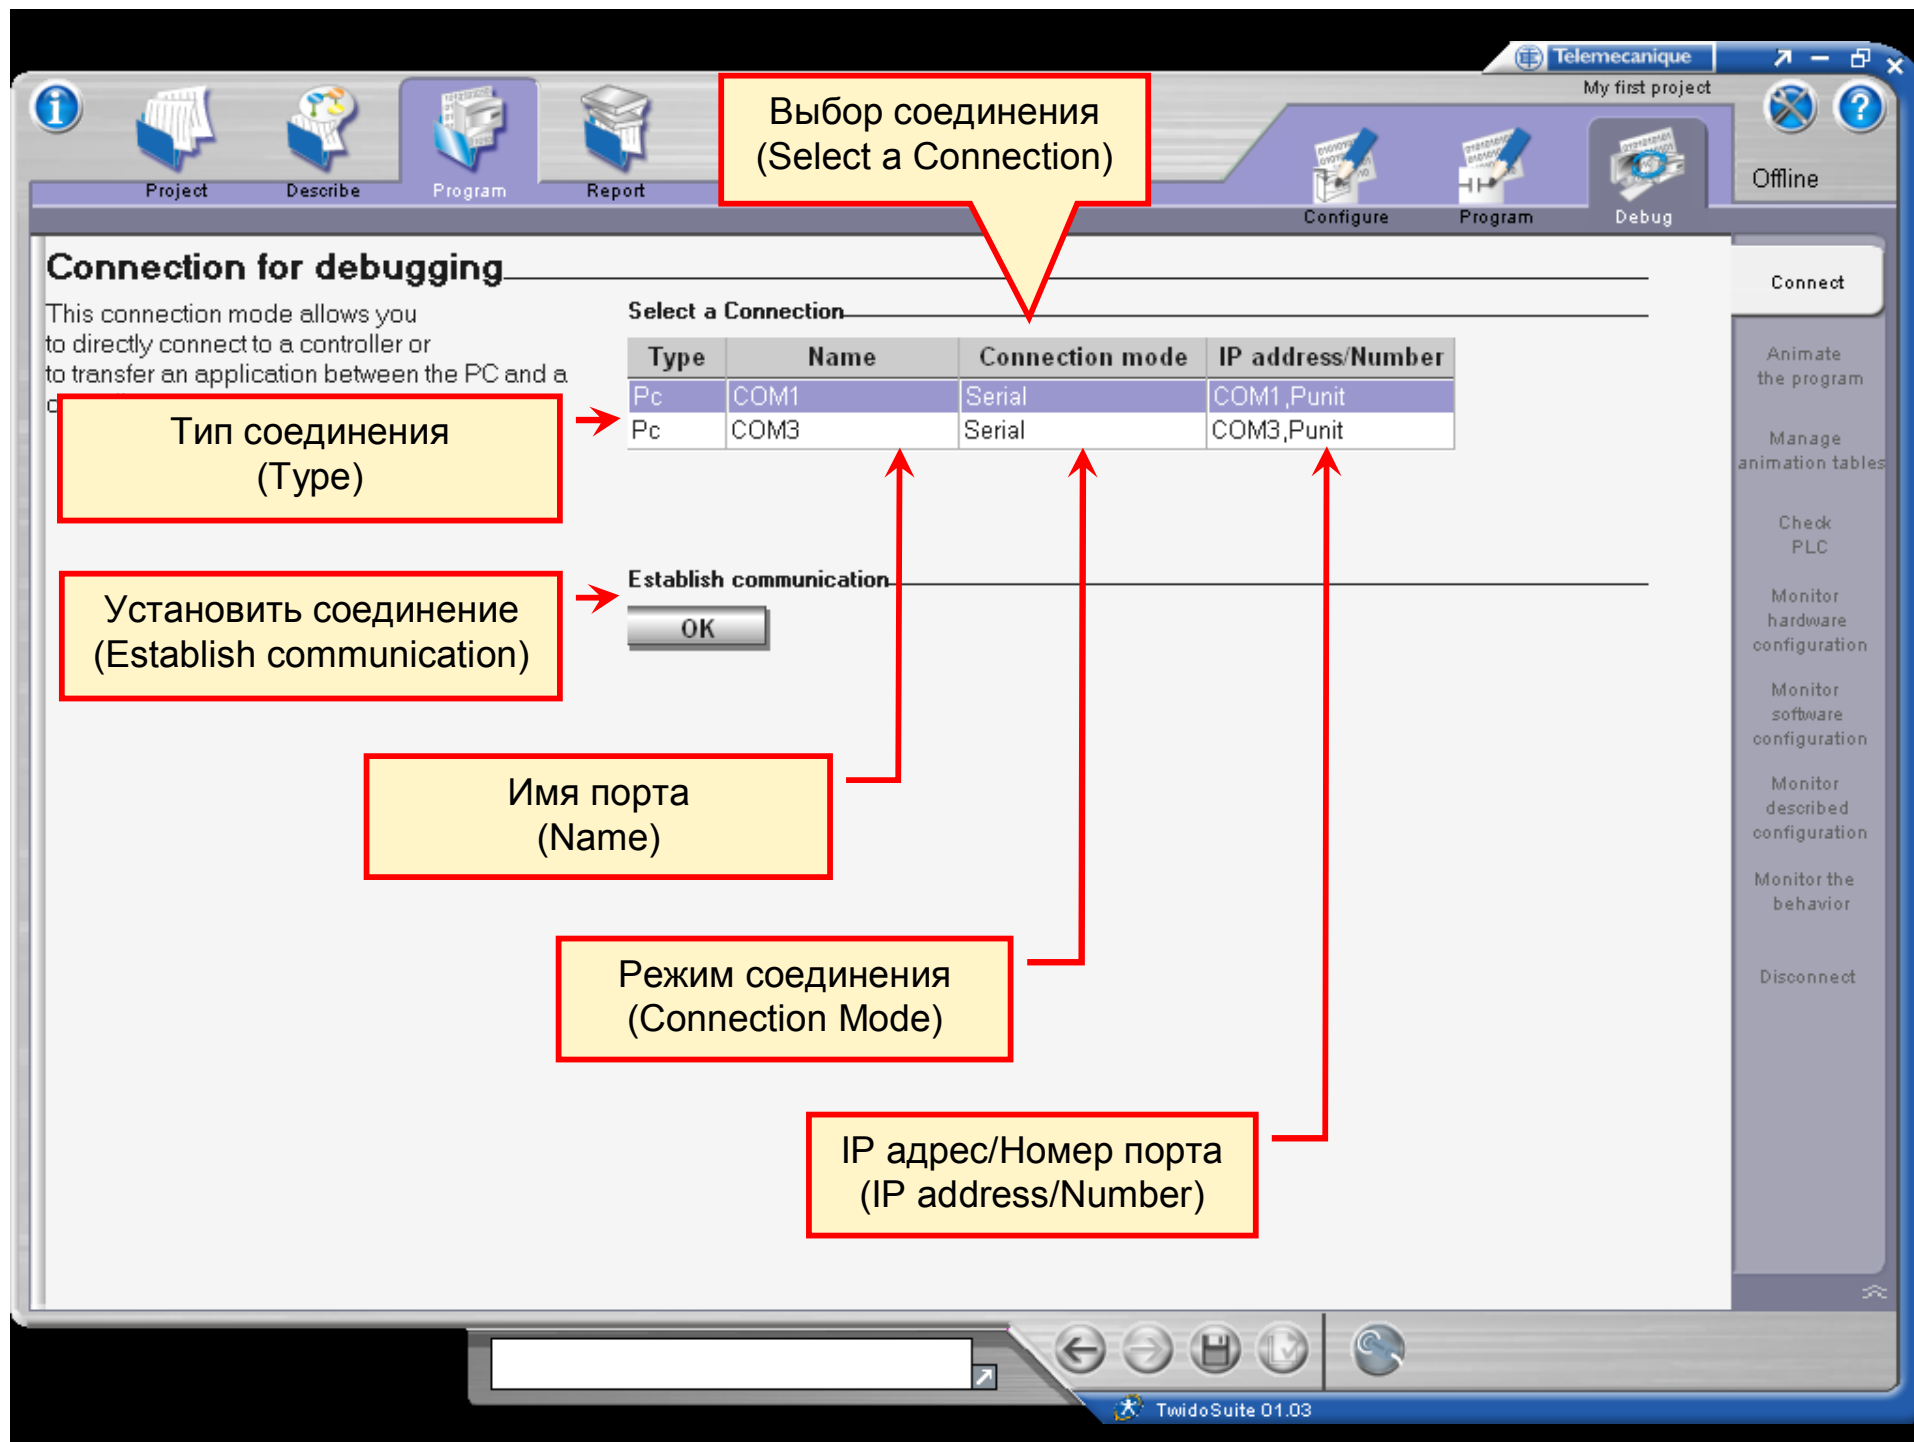 Telemecanique
My first project
Project
Describe
Program
Report
Выбор соединения
(Select a Connection)
Configure
Program
Debug
Offline
Connection for debugging
This connection mode allows you
to directly connect to a controller or
to transfer an application between the PC and a
Select a Connection
Type Name Connection mode IP address/Number
Pc COM1 Serial COM1,Punit
Pc COM3 Serial COM3,Punit
Тип соединения
(Type)
Establish communication
OK
Установить соединение
(Establish communication)
Имя порта
(Name)
Режим соединения
(Connection Mode)
IP адрес/Номер порта
(IP address/Number)
Connect
Animate
the program
Manage
animation tables
Check
PLC
Monitor
hardware
configuration
Monitor
software
configuration
Monitor
described
configuration
Monitor the
behavior
Disconnect
TwidoSuite 01.03